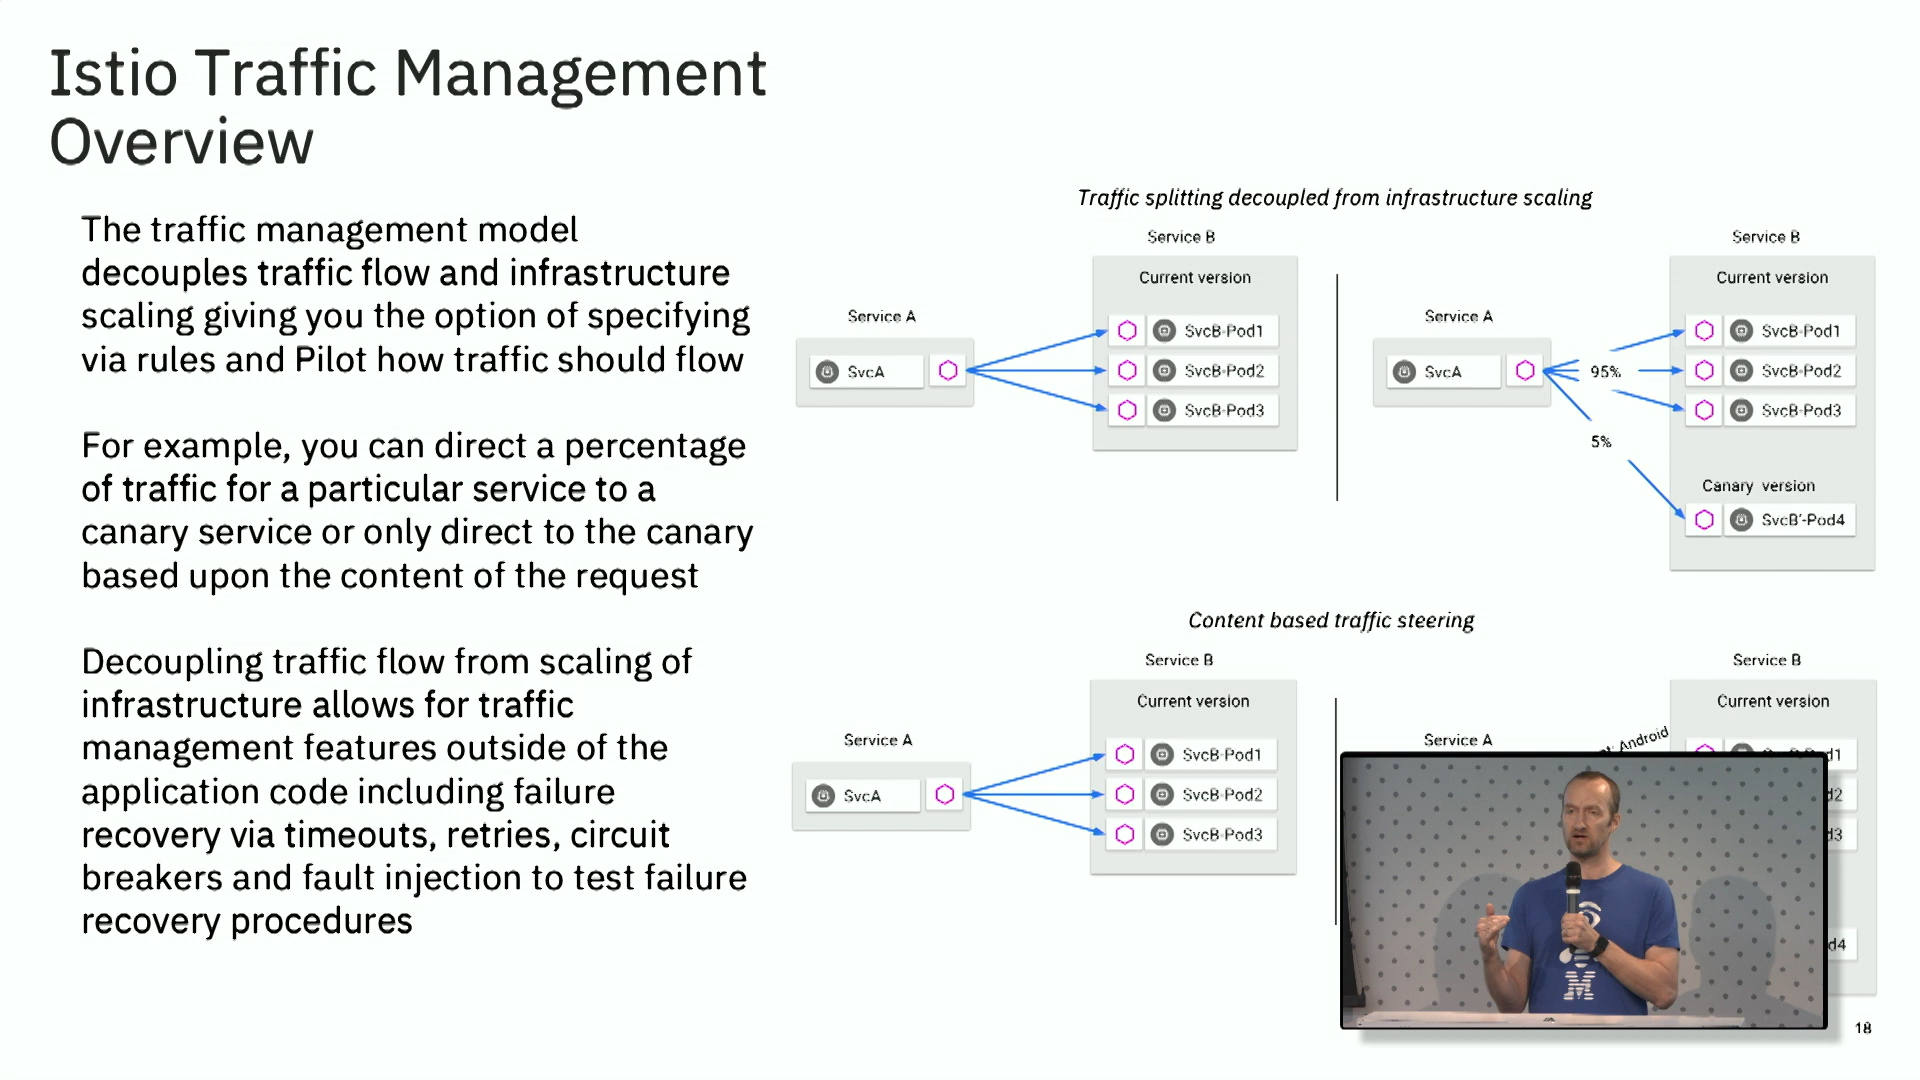 Istio Traffic Management
Overview
The traffic management model
decouples traffic flow and infrastructure
scaling giving you the option of specifying
via rules and Pilot how traffic should flow
For example, you can direct a percentage
of traffic for a particular service to a
canary service or only direct to the canary
based upon the content of the request
Decoupling traffic flow from scaling of
infrastructure allows for traffic
management features outside of the
application code including failure
recovery via timeouts, retries, circuit
breakers and fault injection to test failure
recovery procedures
Traffic splitting decoupled from infrastructure scaling
Service B
Current version
Service A
SvcA
SvcB-Pod1
SvcB-Pod2
SvcB-Pod3
Service B
Current version
Service A
SvcA
95%
5%
SvcB-Pod1
SvcB-Pod2
SvcB-Pod3
Canary version
SvcB'-Pod4
Content based traffic steering
Service B
Current version
Service A
SvcA
SvcB-Pod1
SvcB-Pod2
SvcB-Pod3
Service B
Current version
Service A
Android
M
18